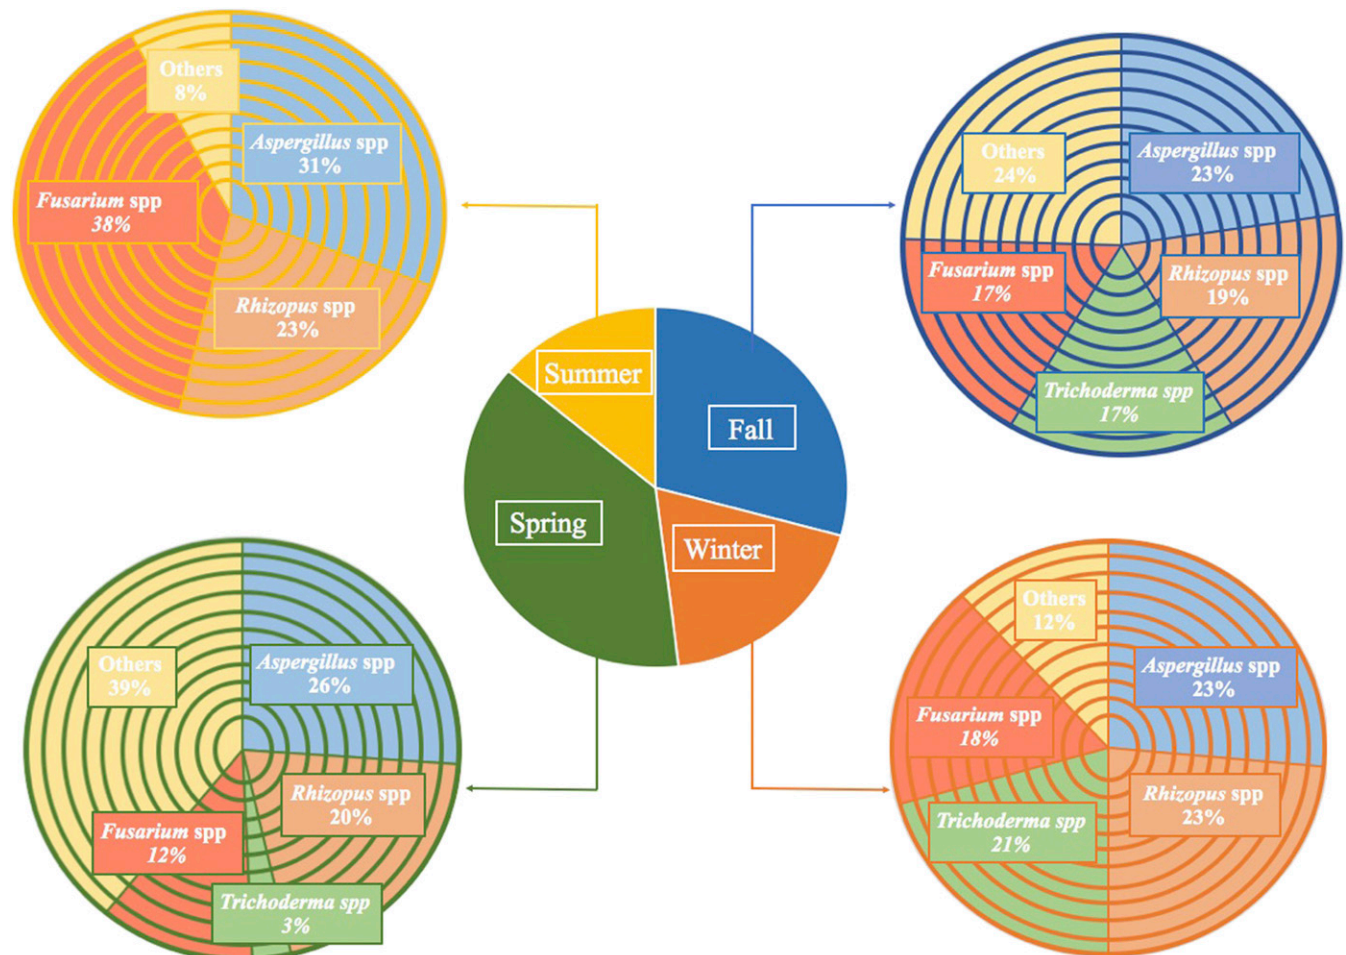 Others
8%
Aspergillus spp
31%
Fusarium spp
38%
Rhizopus spp
23%
Others
24%
Aspergillus spp
23%
Fusarium spp
17%
Rhizopus spp
19%
Trichoderma spp
17%
Summer
Fall
Spring
Winter
Others
39%
Aspergillus spp
26%
Rhizopus spp
20%
Fusarium spp
12%
Trichoderma spp
3%
Others
12%
Aspergillus spp
23%
Fusarium spp
18%
Rhizopus spp
23%
Trichoderma spp
21%